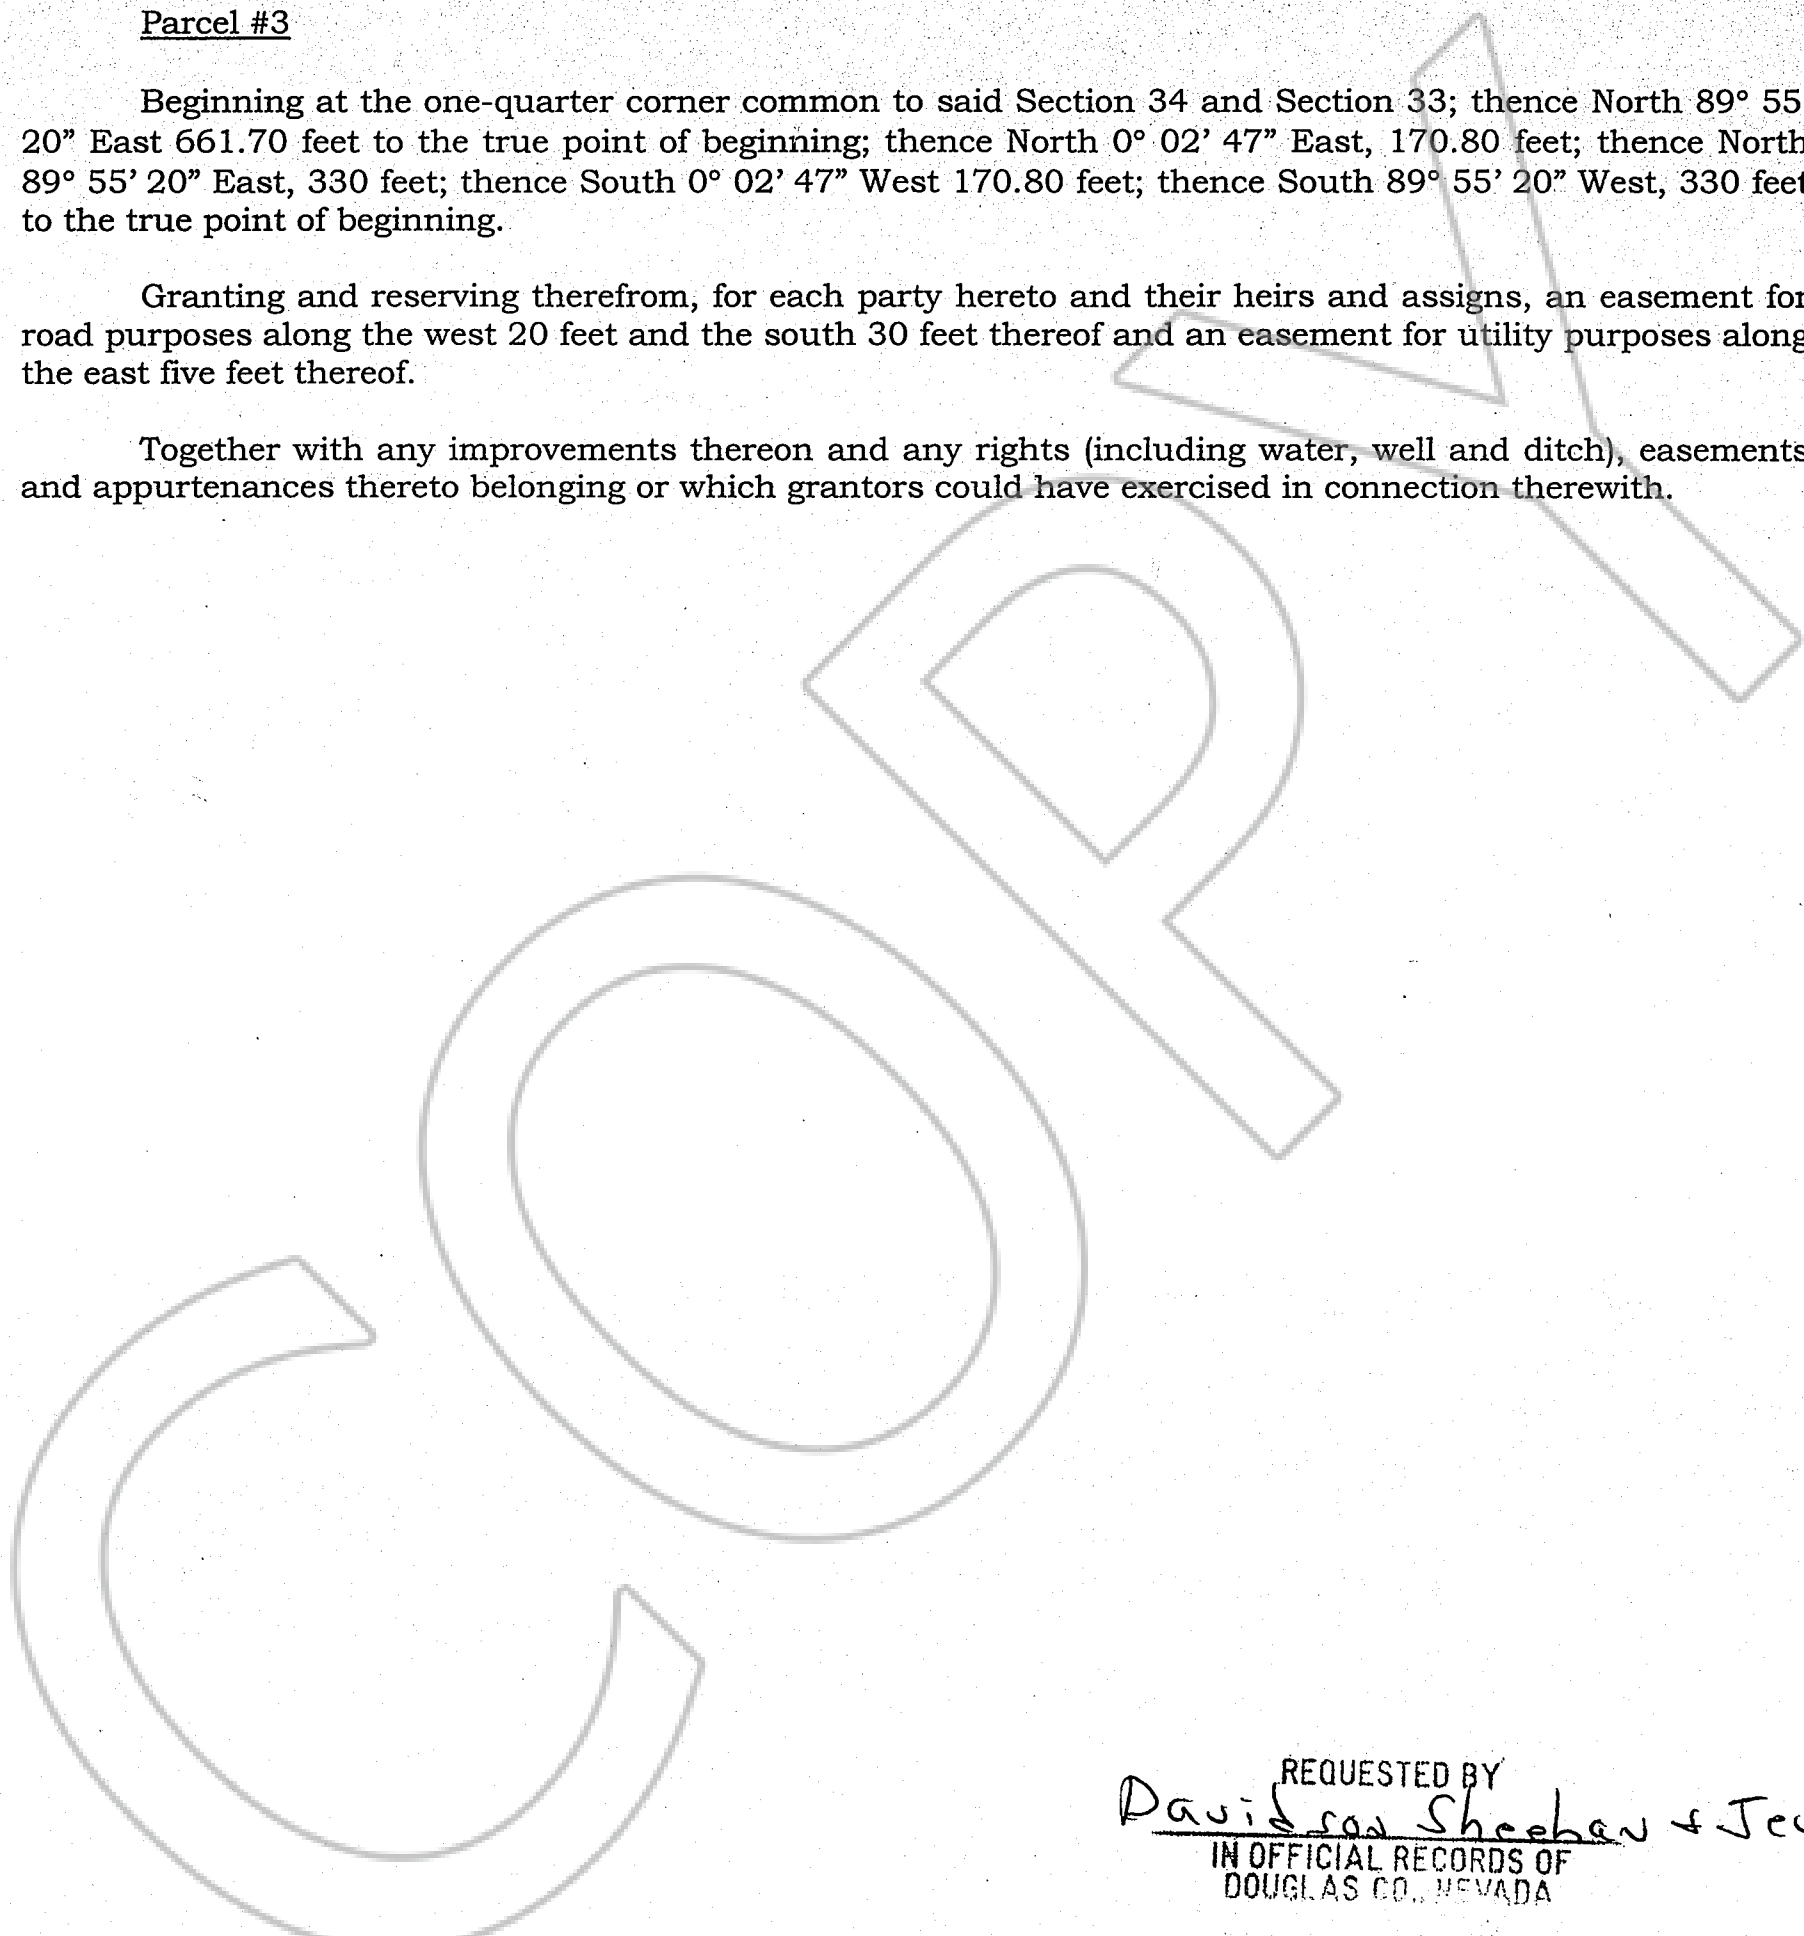 Parcel #3
Beginning at the one-quarter corner common to said Section 34 and Section 33; thence North 89° 55
20” East 661.70 feet to the true point of beginning; thence North 0° 02’ 47” East, 170.80 feet; thence North
89° 55’ 20” East, 330 feet; thence South 0° 02’ 47” West 170.80 feet; thence South 89° 55’ 20” West, 330 feet
to the true point of beginning.
Granting and reserving therefrom, for each party hereto and their heirs and assigns, an easement for
road purposes along the west 20 feet and the south 30 feet thereof and an easement for utility purposes along
the east five feet thereof.
Together with any improvements thereon and any rights (including water, well and ditch), easements
and appurtenances thereto belonging or which grantors could have exercised in connection therewith.
COPY
REQUESTED BY
Davidson Sheehan &
IN OFFICIAL RECORDS OF
DOUGLAS CO., NEVADA